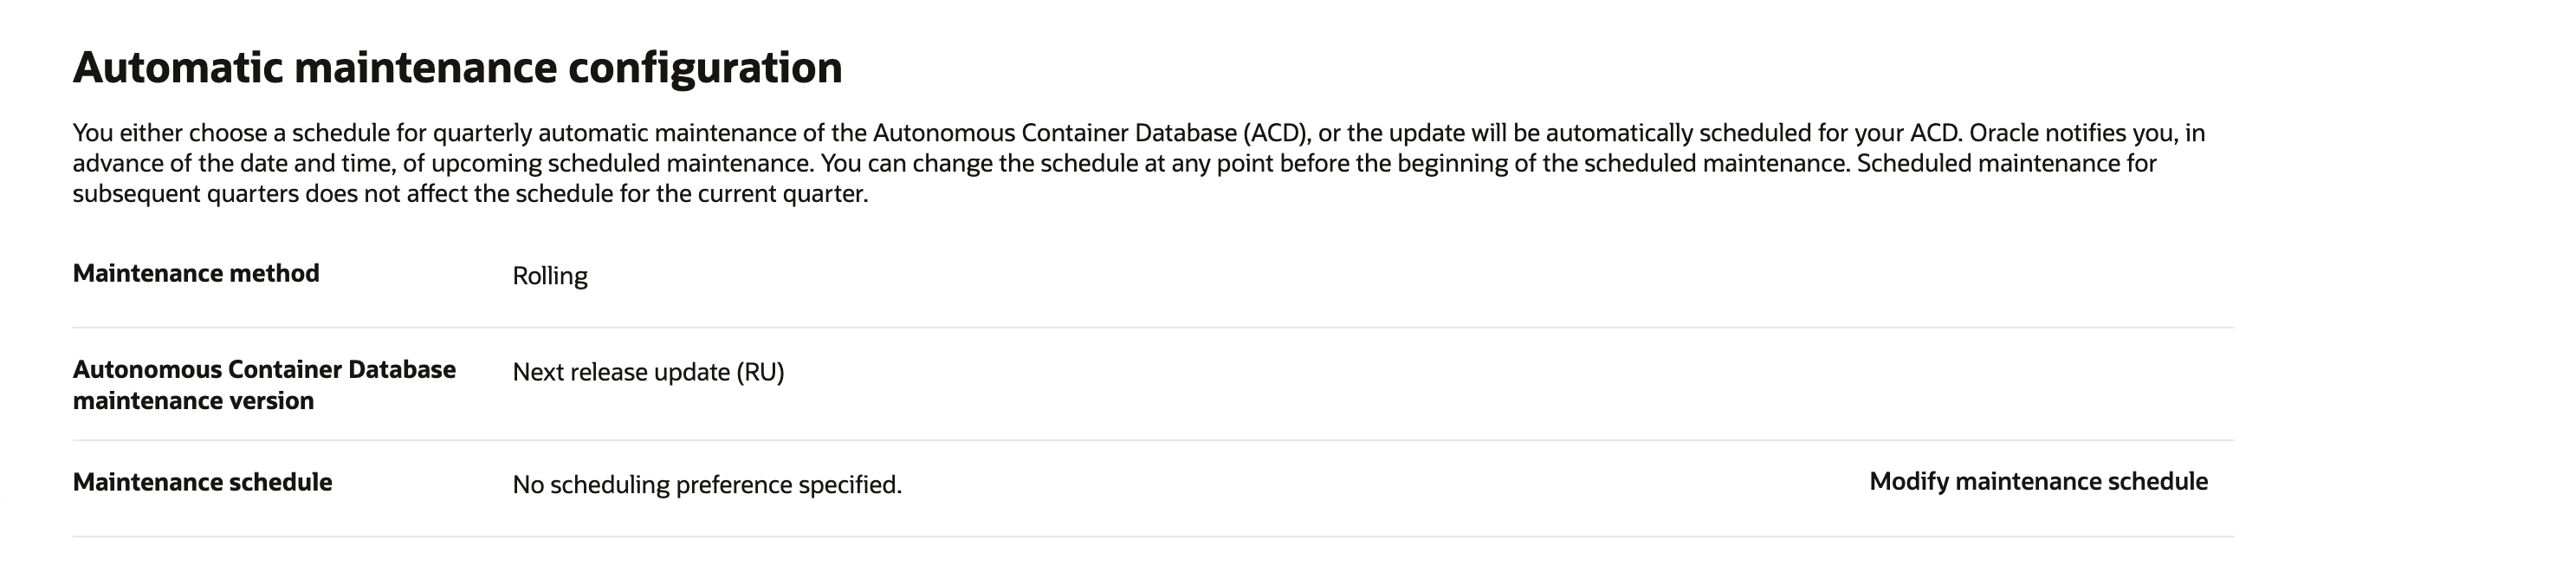 Automatic maintenance configuration
You either choose a schedule for quarterly automatic maintenance of the Autonomous Container Database (ACD), or the update will be automatically scheduled for your ACD. Oracle notifies you, in
advance of the date and time, of upcoming scheduled maintenance. You can change the schedule at any point before the beginning of the scheduled maintenance. Scheduled maintenance for
subsequent quarters does not affect the schedule for the current quarter.
Maintenance method Rolling
Autonomous Container Database Next release update (RU)
maintenance version
Maintenance schedule No scheduling preference specified. Modify maintenance schedule